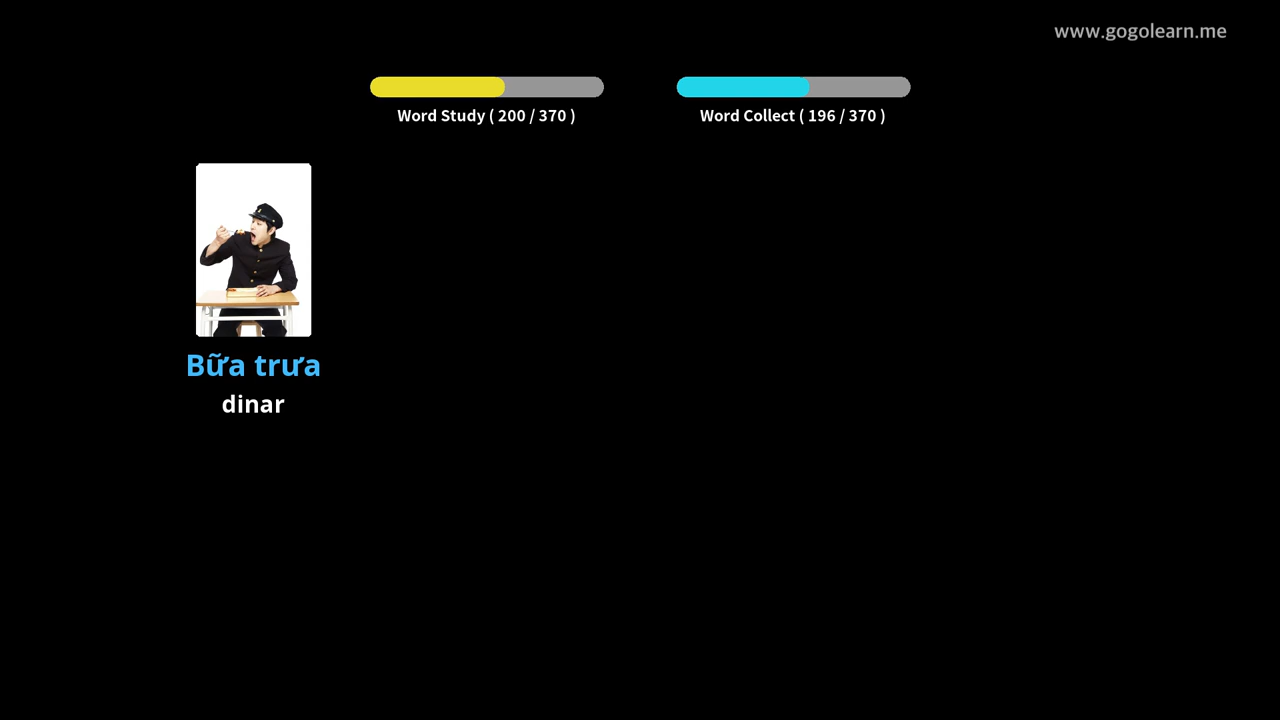 www.gogolearn.me
Word Study ( 200 / 370 )
Word Collect ( 196 / 370 )
Bữa trưa
dinar